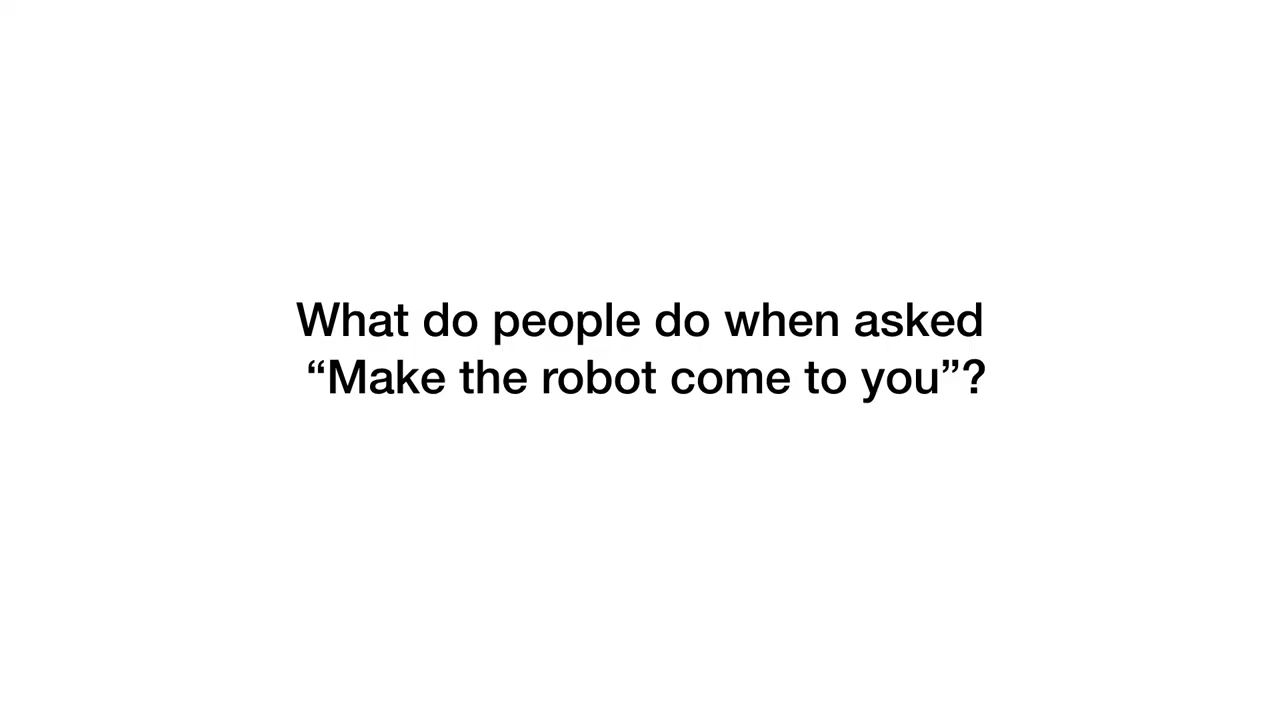 What do people do when asked
“Make the robot come to you”?